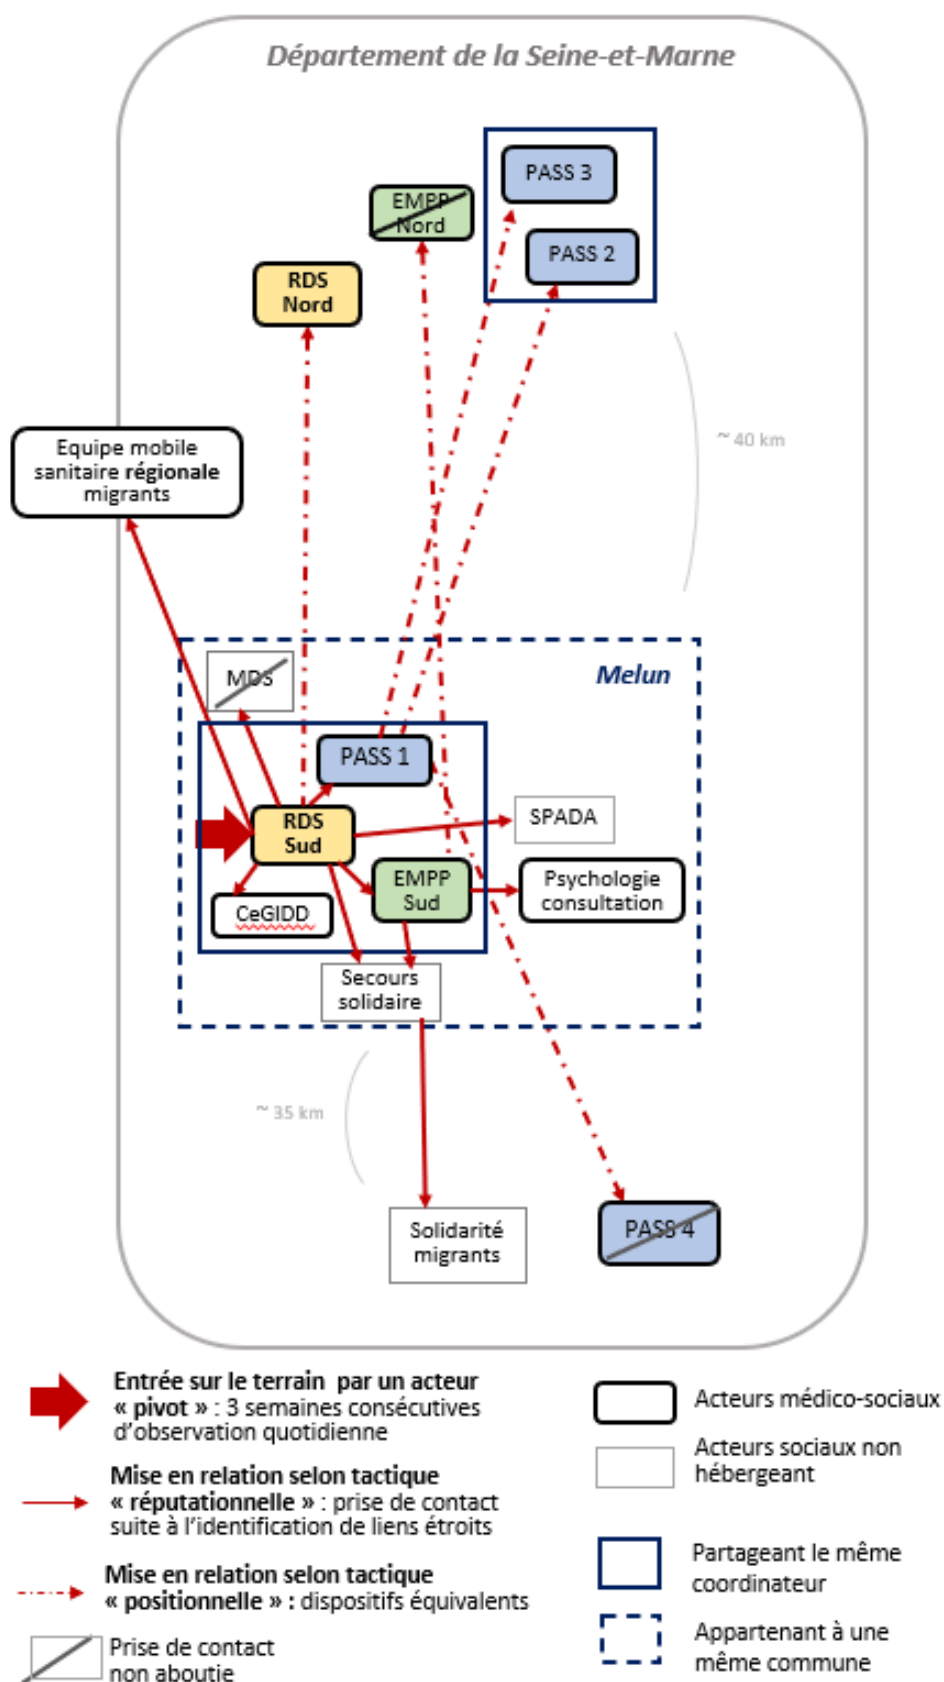 Département de la Seine-et-Marne
PASS 3
EMPP
Nord
PASS 2
RDS
Nord
~ 40 km
Equipe mobile
sanitaire régionale
migrants
MDS
Melun
PASS 1
RDS
Sud
SPADA
EMPP
Sud
Psychologie
consultation
CeGIDD
Secours
solidaire
~ 35 km
Solidarité
migrants
PASS 4
Entrée sur le terrain par un acteur
« pivot » : 3 semaines consécutives
d'observation quotidienne
Mise en relation selon tactique
« réputationnelle » : prise de contact
suite à l'identification de liens étroits
Mise en relation selon tactique
« positionnelle » : dispositifs équivalents
Prise de contact
non aboutie
Acteurs médico-sociaux
Acteurs sociaux non
hébergeant
Partageant le même
coordinateur
Appartenant à une
même commune